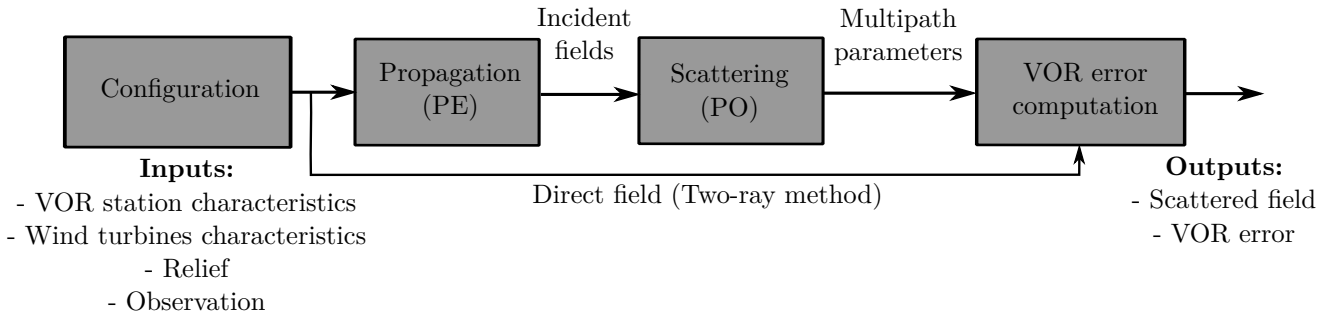 Configuration
Propagation
(PE)
Incident
fields
Scattering
(PO)
Multipath
parameters
VOR error
computation
Inputs:
- VOR station characteristics
- Wind turbines characteristics
- Relief
- Observation
Direct field (Two-ray method)
Outputs:
- Scattered field
- VOR error